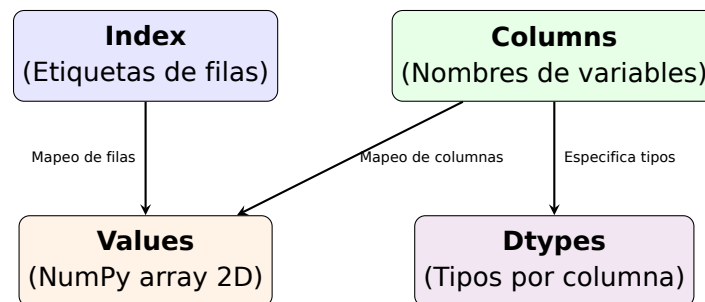 Index
(Etiquetas de filas)
Columns
(Nombres de variables)
Mapeo de filas
Mapeo de columnas
Especifica tipos
Values
(NumPy array 2D)
Dtypes
(Tipos por columna)